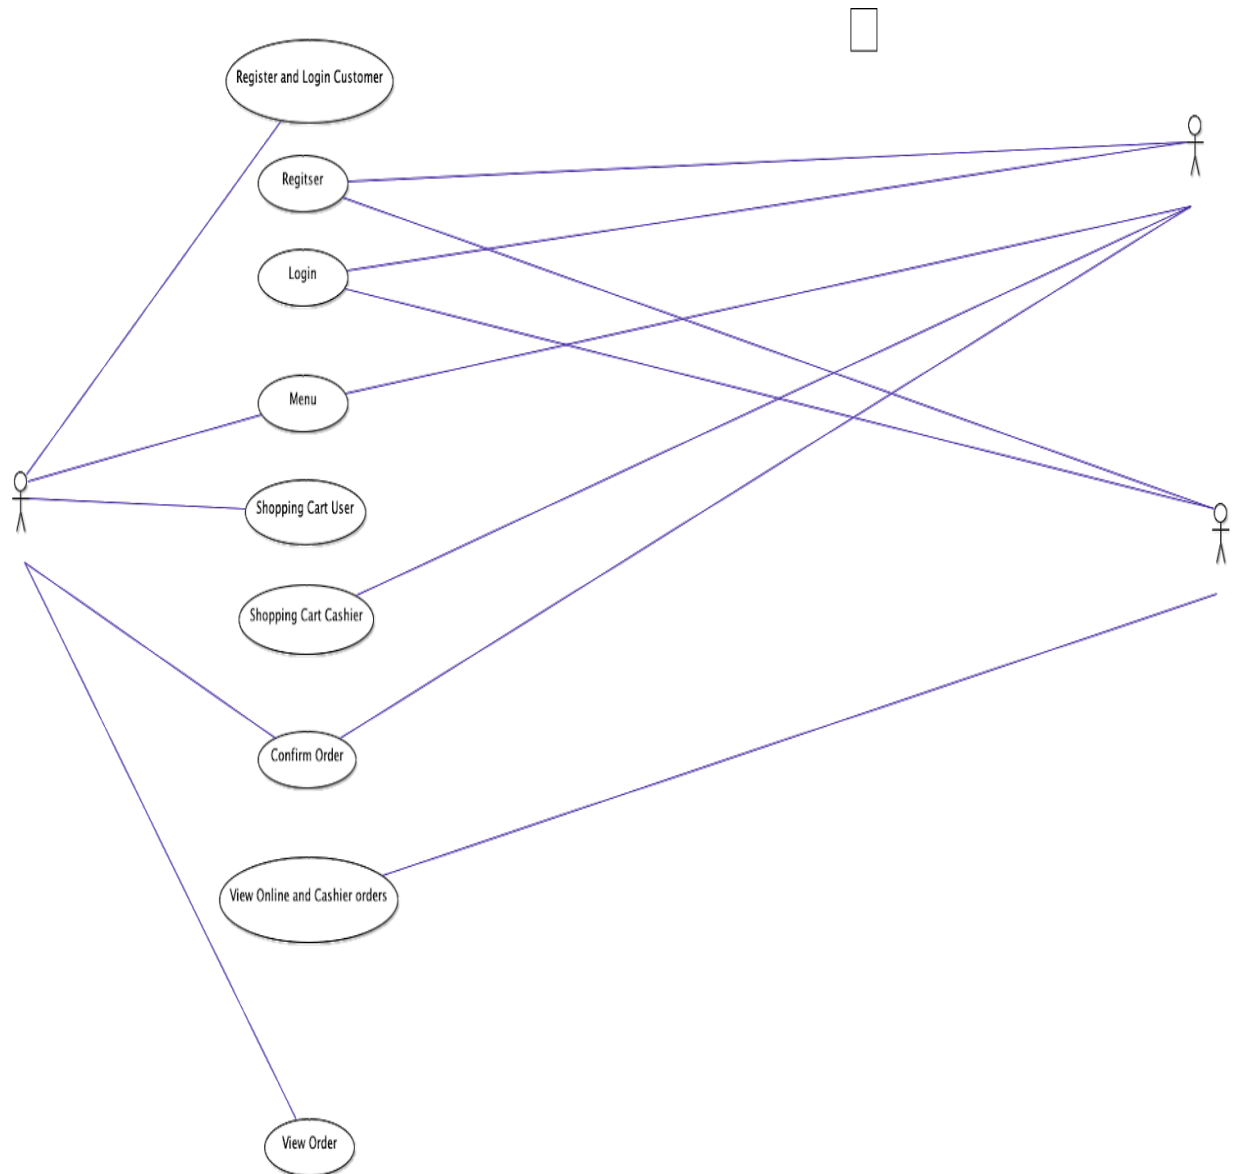 Register and Login Customer
Regitser
Login
Menu
Shopping Cart User
Shopping Cart Cashier
Confirm Order
View Online and Cashier orders
View Order